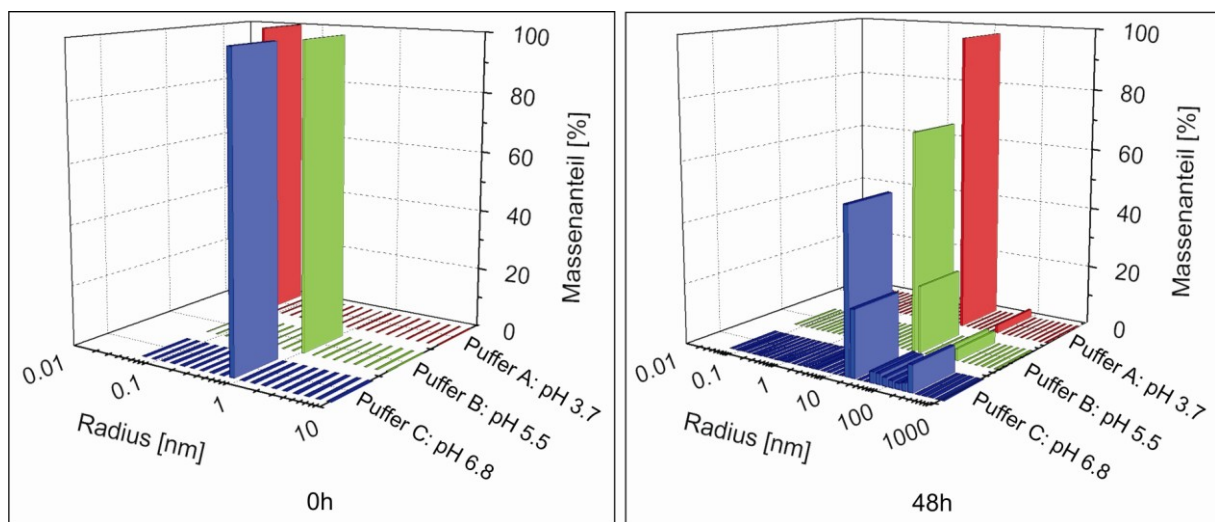 100
80
60
40
20
0
Massenanteil [%]
0.01
0.1
1
10
Radius [nm]
Puffer A: pH 3.7
Puffer B: pH 5.5
Puffer C: pH 6.8
0h
100
80
60
40
20
0
Massenanteil [%]
0.01
0.1
1
10
100
1000
Radius [nm]
Puffer A: pH 3.7
Puffer B: pH 5.5
Puffer C: pH 6.8
48h